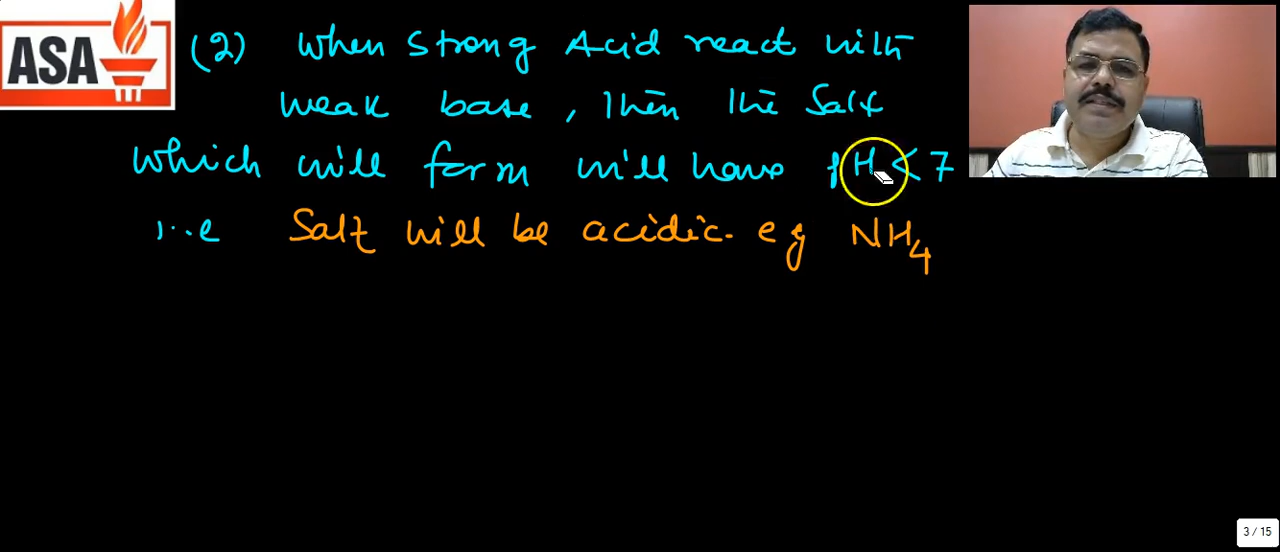 ASA
(2) When Strong Acid react with
weak base, Then The Salt
which will form will have pH < 7
i.e Salt will be acidic. eg NH4
3 / 15